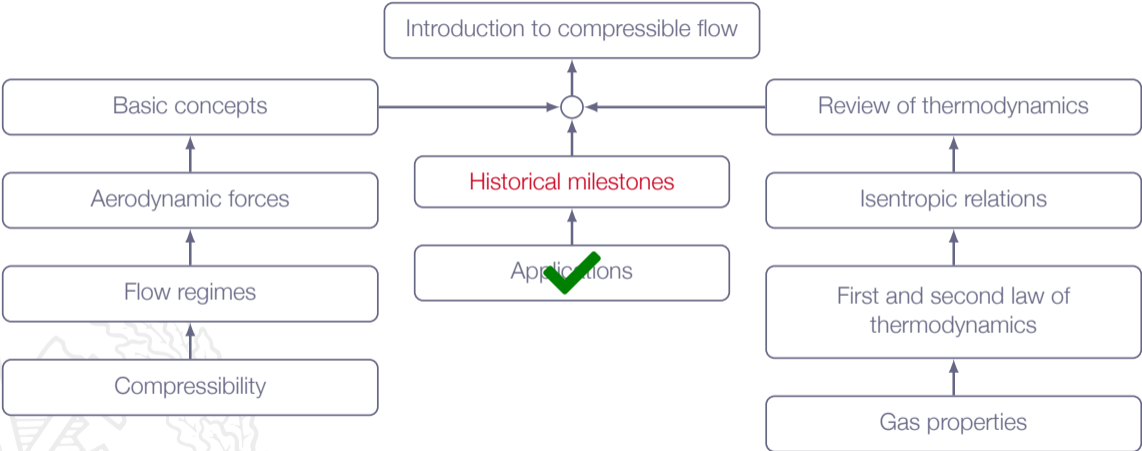 Introduction to compressible flow
Basic concepts
Review of thermodynamics
Historical milestones
Aerodynamic forces
Isentropic relations
Applications
Flow regimes
First and second law of
thermodynamics
Compressibility
Gas properties